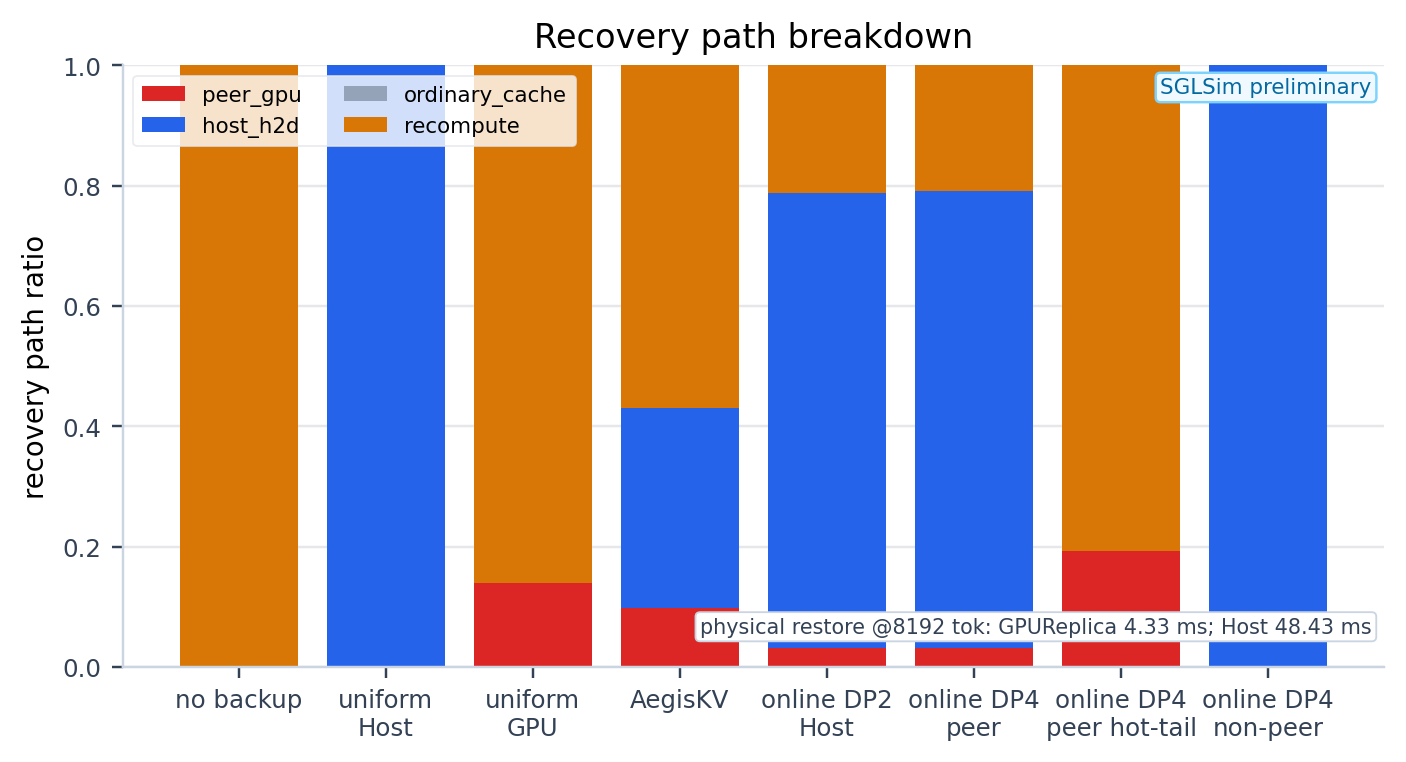 Recovery path breakdown
1.0
0.8
0.6
0.4
0.2
0.0
recovery path ratio
peer_gpu
host_h2d
ordinary_cache
recompute
SGLSim preliminary
physical restore @8192 tok: GPUReplica 4.33 ms; Host 48.43 ms
no backup
uniform
Host
uniform
GPU
AegisKV
online DP2
Host
online DP4
peer
online DP4
peer hot-tail
online DP4
non-peer